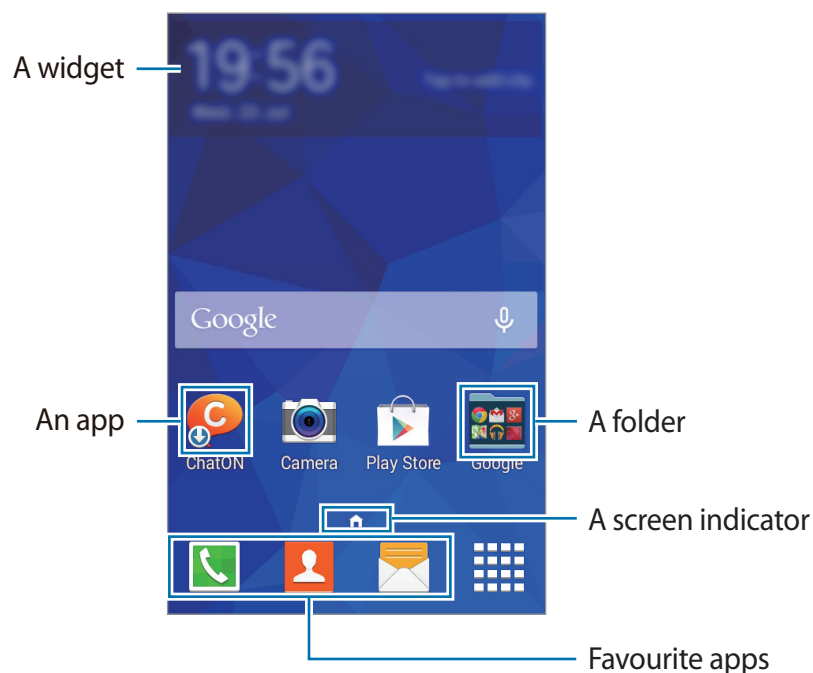 A widget
19:56
Google
An app
A folder
ChatON
Camera
Play Store
Google
A screen indicator
Favourite apps